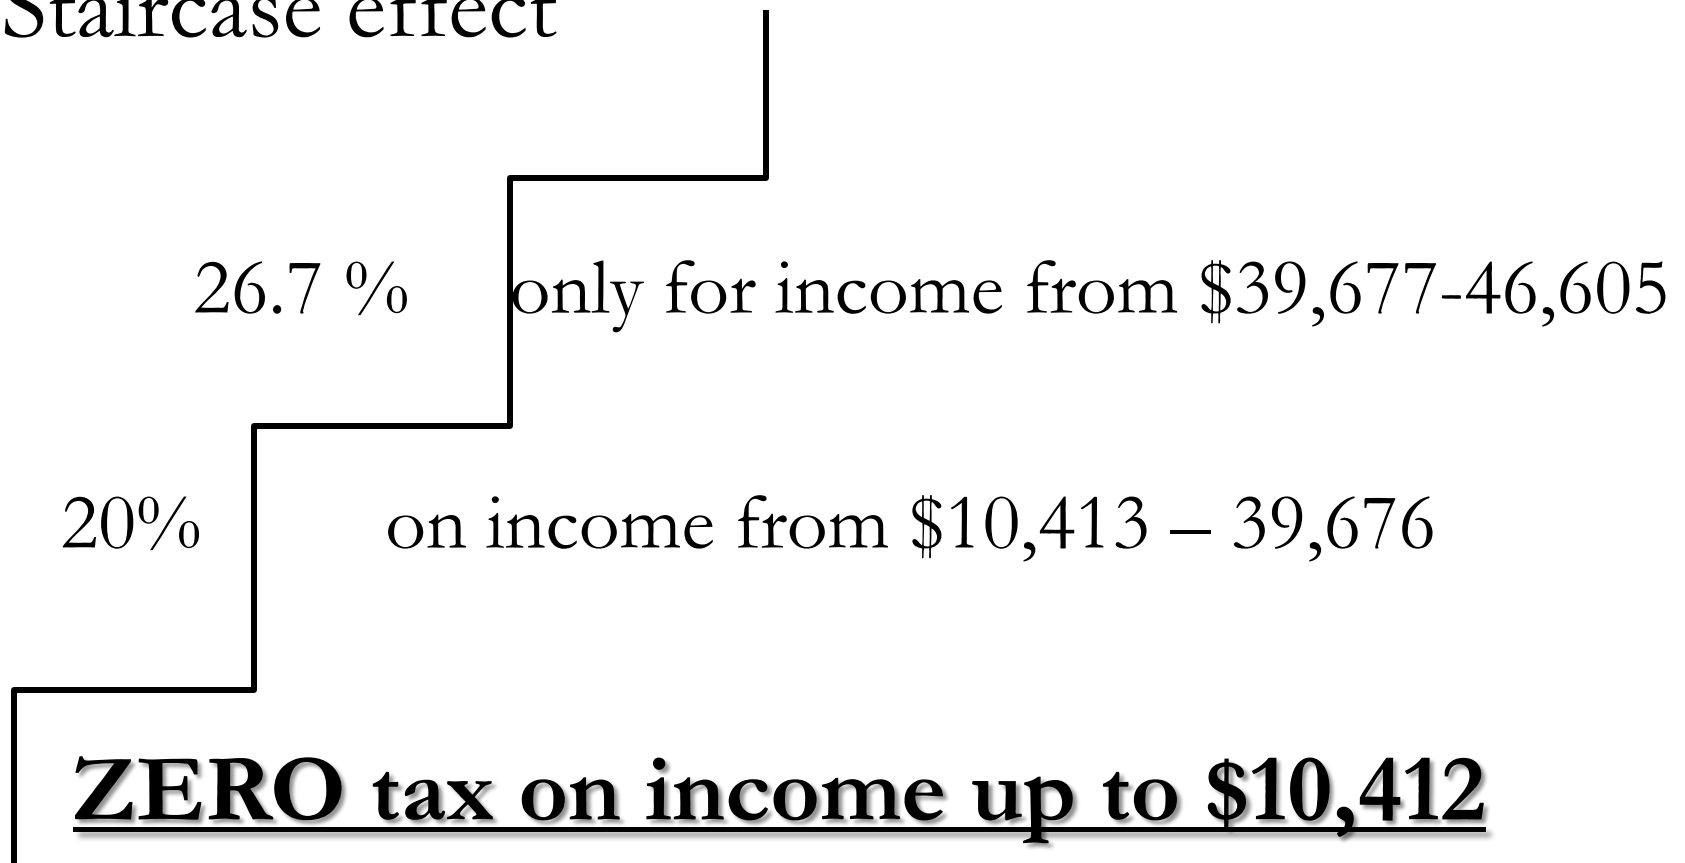 Staircase effect
26.7 % only for income from $39,677-46,605
20% on income from $10,413 – 39,676
ZERO tax on income up to $10,412